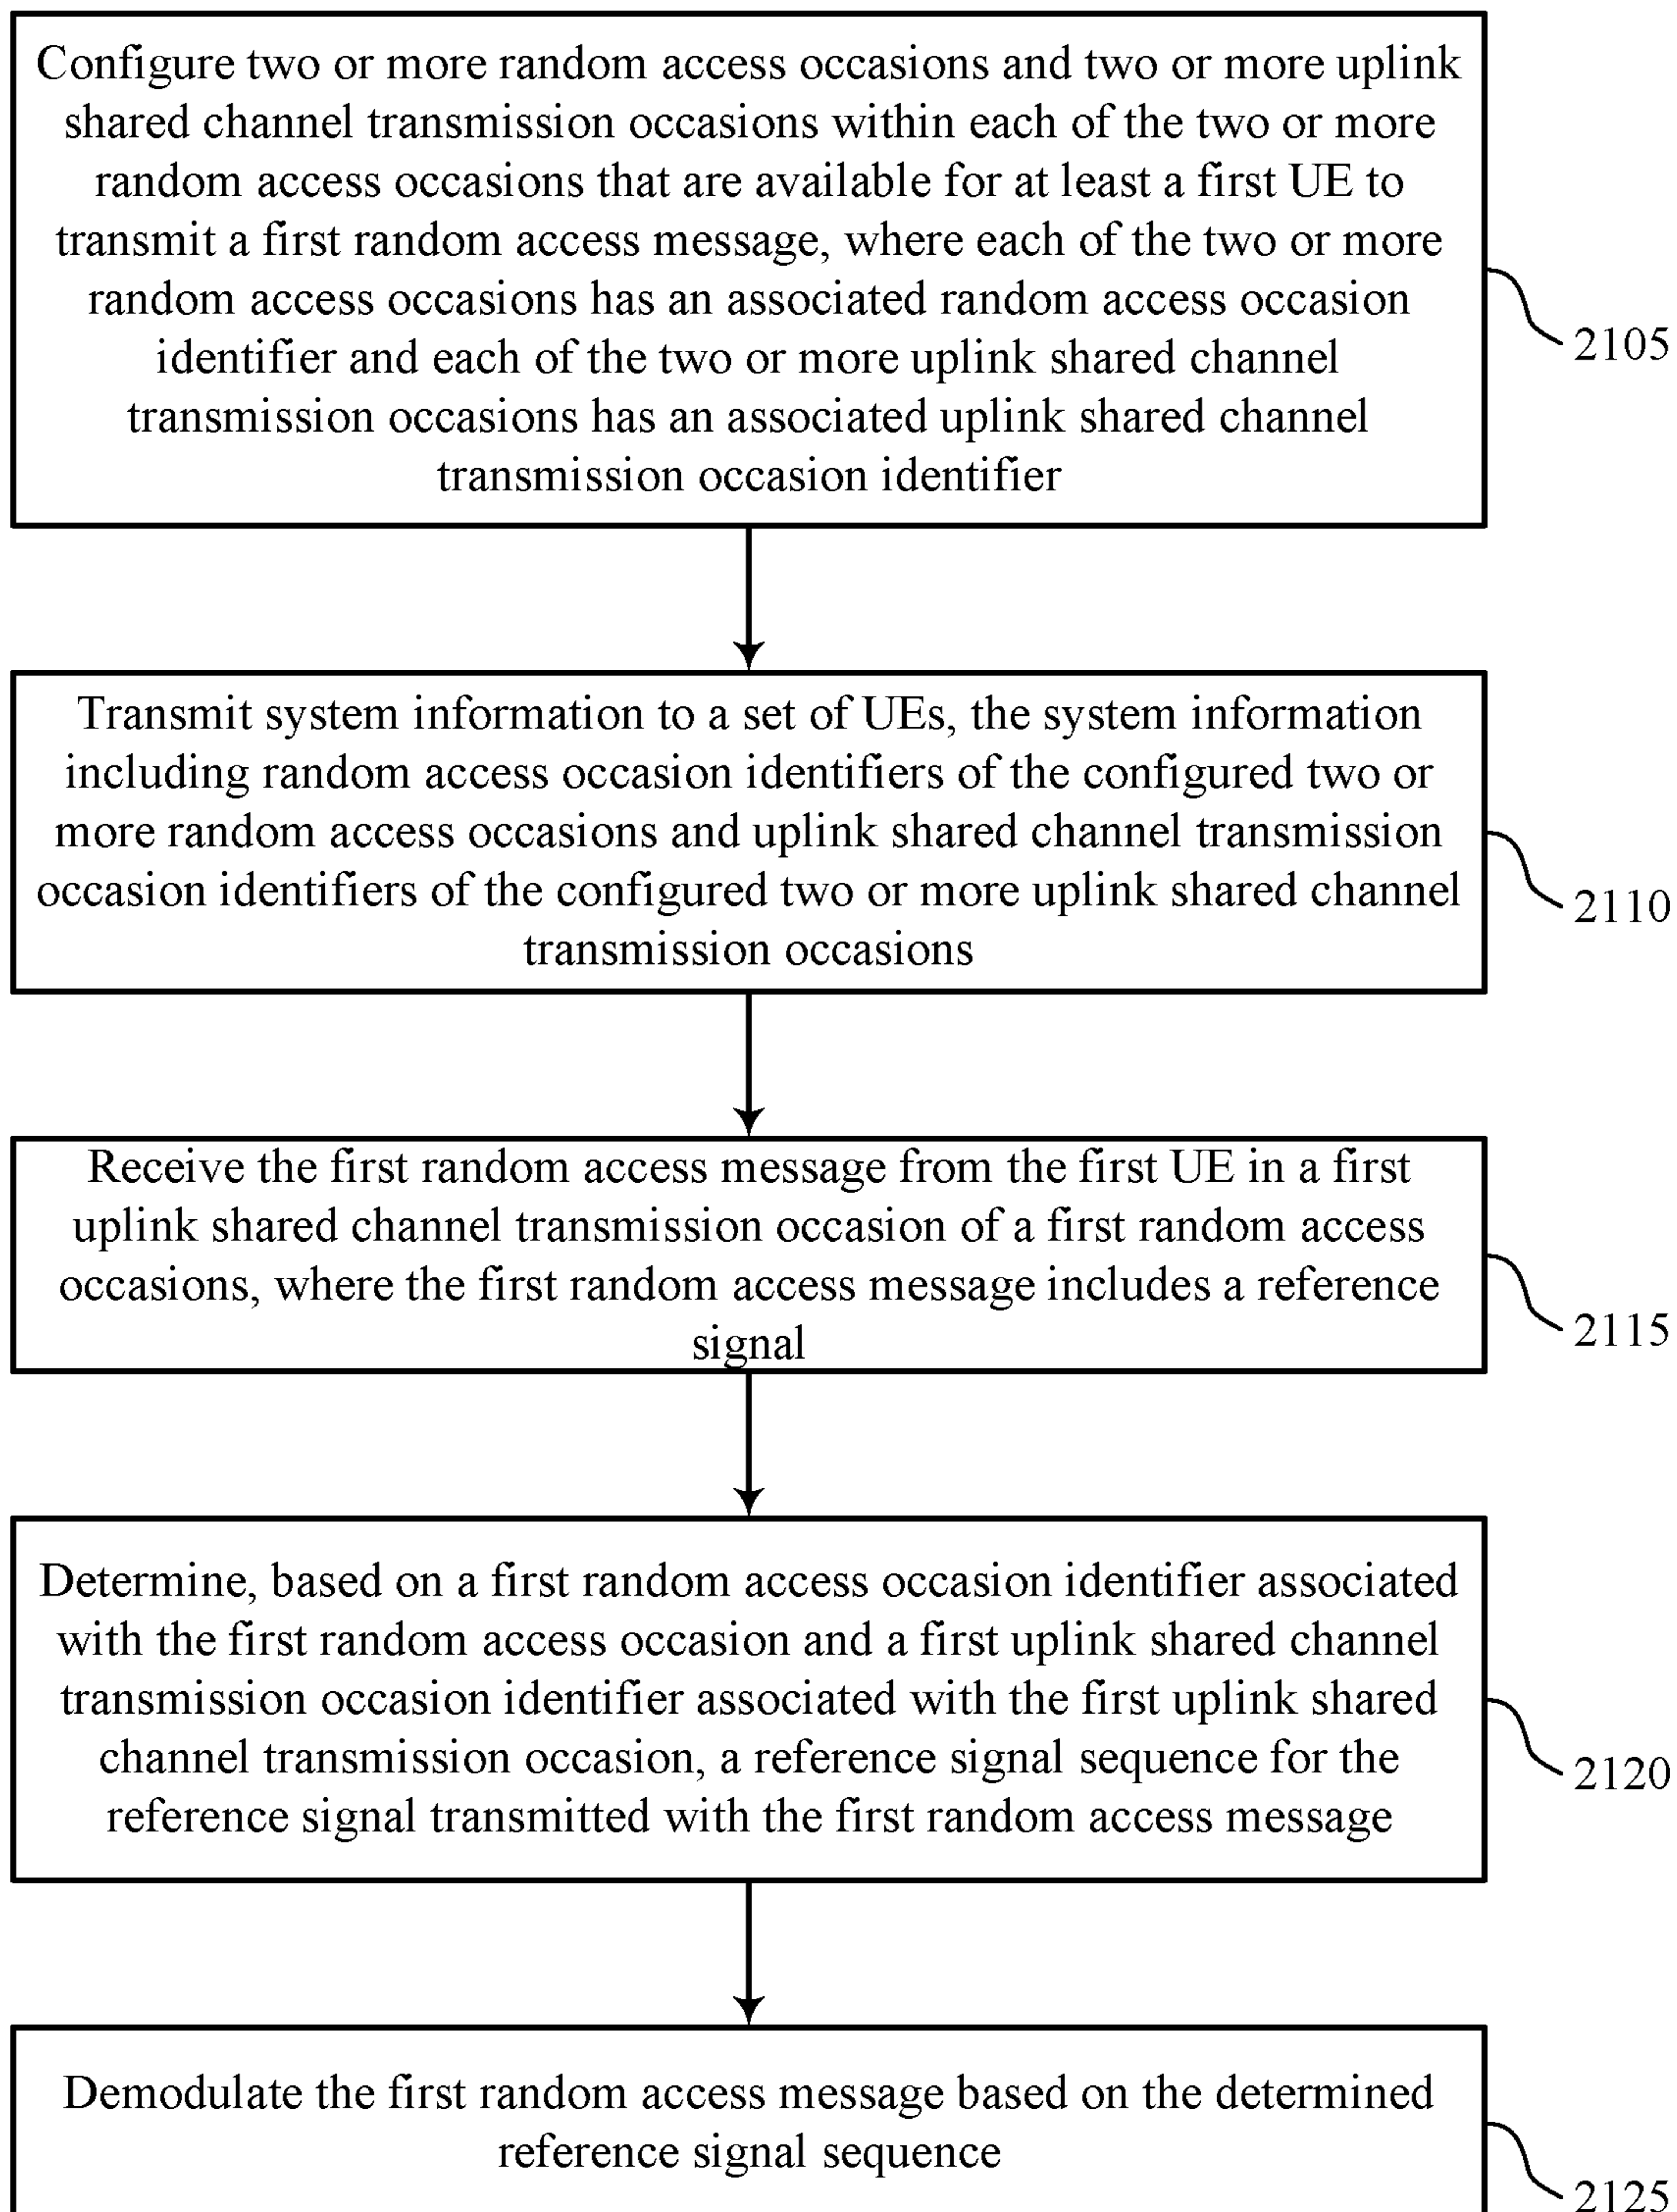 Configure two or more random access occasions and two or more uplink
shared channel transmission occasions within each of the two or more
random access occasions that are available for at least a first UE to
transmit a first random access message, where each of the two or more
random access occasions has an associated random access occasion
identifier and each of the two or more uplink shared channel
transmission occasions has an associated uplink shared channel
transmission occasion identifier
2105
Transmit system information to a set of UEs, the system information
including random access occasion identifiers of the configured two or
more random access occasions and uplink shared channel transmission
occasion identifiers of the configured two or more uplink shared channel
transmission occasions
2110
Receive the first random access message from the first UE in a first
uplink shared channel transmission occasion of a first random access
occasions, where the first random access message includes a reference
signal
2115
Determine, based on a first random access occasion identifier associated
with the first random access occasion and a first uplink shared channel
transmission occasion identifier associated with the first uplink shared
channel transmission occasion, a reference signal sequence for the
reference signal transmitted with the first random access message
2120
Demodulate the first random access message based on the determined
reference signal sequence
2125